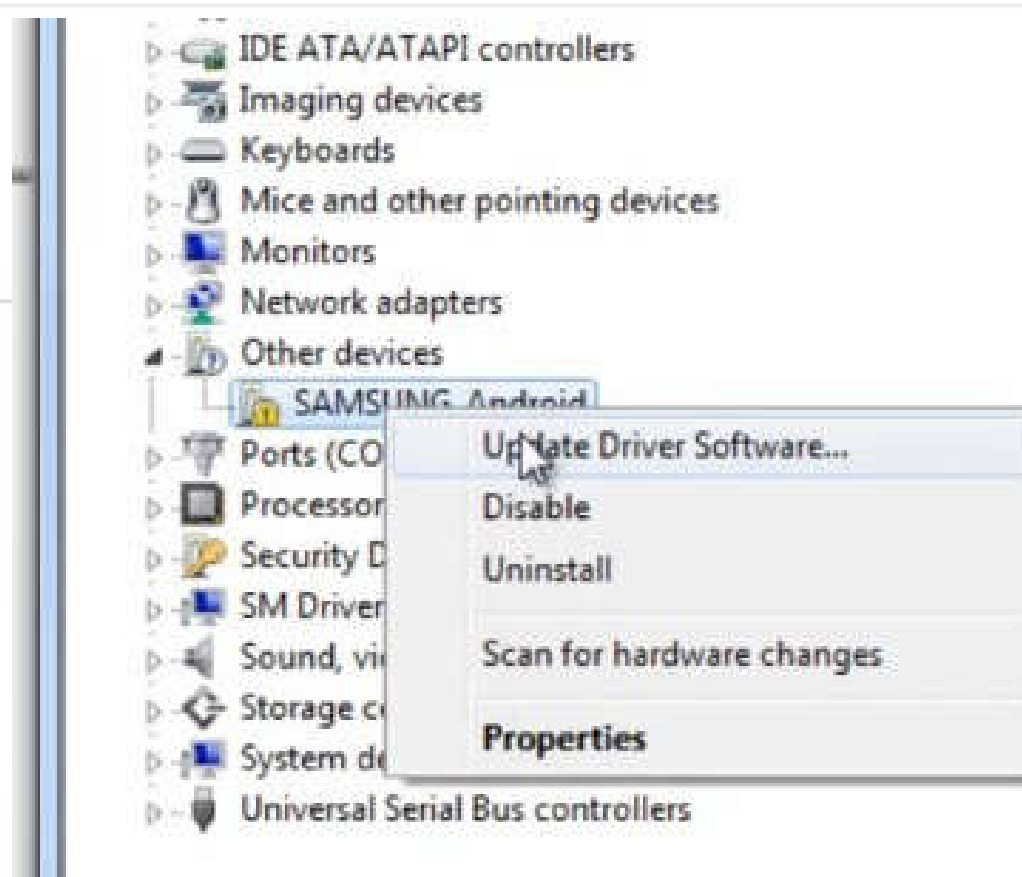 IDE ATA/ATAPI controllers
Imaging devices
Keyboards
Mice and other pointing devices
Monitors
Network adapters
Other devices
SAMSUNG_Android
Update Driver Software...
Ports (CO
Processor
Disable
Security D
Uninstall
SM Driver
Sound, vi
Scan for hardware changes
Storage c
System de
Properties
Universal Serial Bus controllers